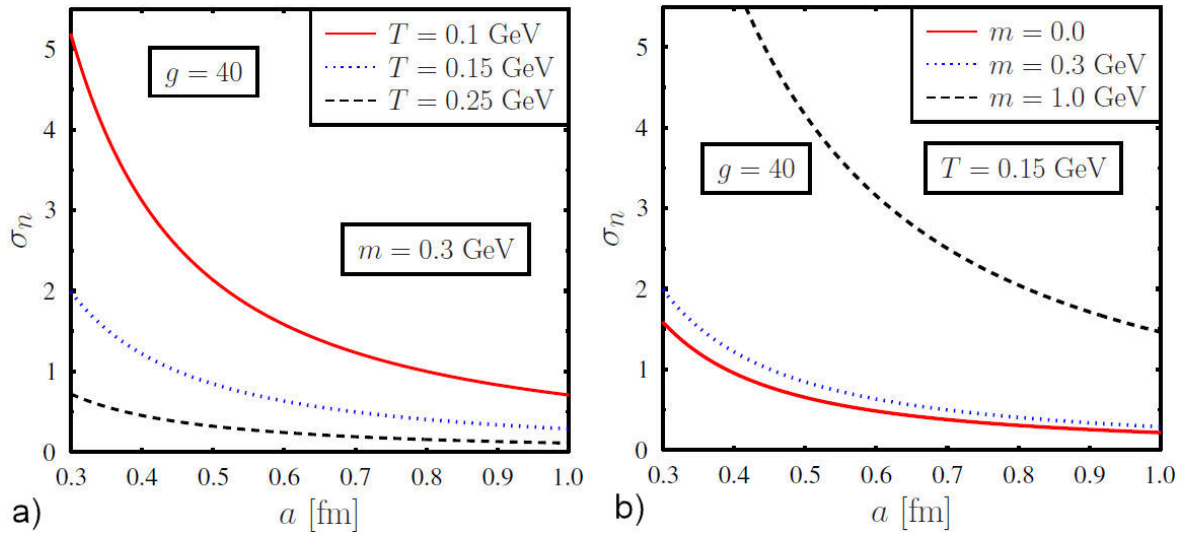 T = 0.1 GeV
T = 0.15 GeV
T = 0.25 GeV
g = 40
m = 0.3 GeV
5
4
3
2
1
0
σn
0.3 0.4 0.5 0.6 0.7 0.8 0.9 1.0
a [fm]
a)
m = 0.0
m = 0.3 GeV
m = 1.0 GeV
g = 40
T = 0.15 GeV
5
4
3
2
1
0
σn
0.3 0.4 0.5 0.6 0.7 0.8 0.9 1.0
a [fm]
b)